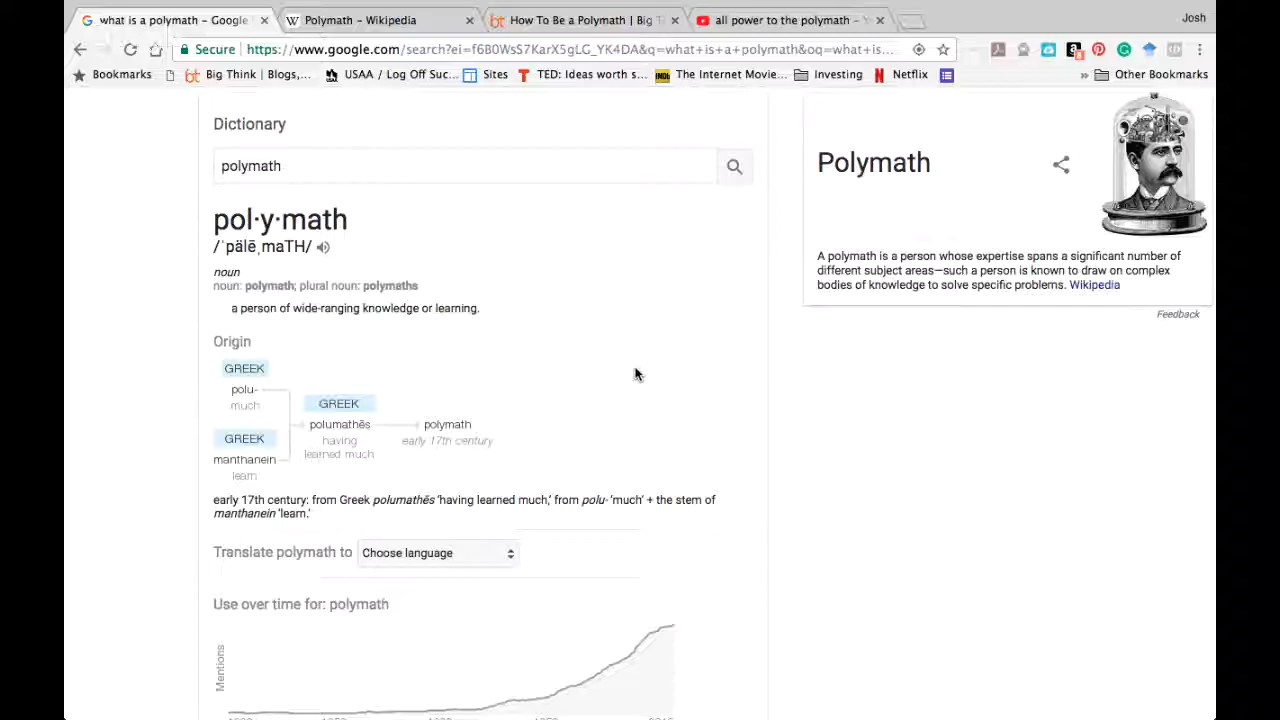 what is a polymath - Google
Polymath - Wikipedia
How To Be a Polymath | Big T
all power to the polymath - Y
Josh
Secure
https://www.google.com/search?ei=f6B0WsS7KarX5gLG_YK4DA&q=what+is+a+polymath&oq=what+is...
Bookmarks
Big Think | Blogs,...
USAA / Log Off Suc...
Sites
TED: Ideas worth s...
The Internet Movie...
Investing
Netflix
Other Bookmarks
Dictionary
polymath
pol·y·math
/ˈpälēˌmaTH/
noun
noun: polymath; plural noun: polymaths
a person of wide-ranging knowledge or learning.
Origin
GREEK
polu-
much
GREEK
manthanein
learn
GREEK
polumathēs
having
learned much
polymath
early 17th century
early 17th century: from Greek polumathēs 'having learned much,' from polu- 'much' + the stem of
manthanein 'learn.'
Translate polymath to
Choose language
Use over time for: polymath
Mentions
Polymath
A polymath is a person whose expertise spans a significant number of
different subject areas—such a person is known to draw on complex
bodies of knowledge to solve specific problems. Wikipedia
Feedback